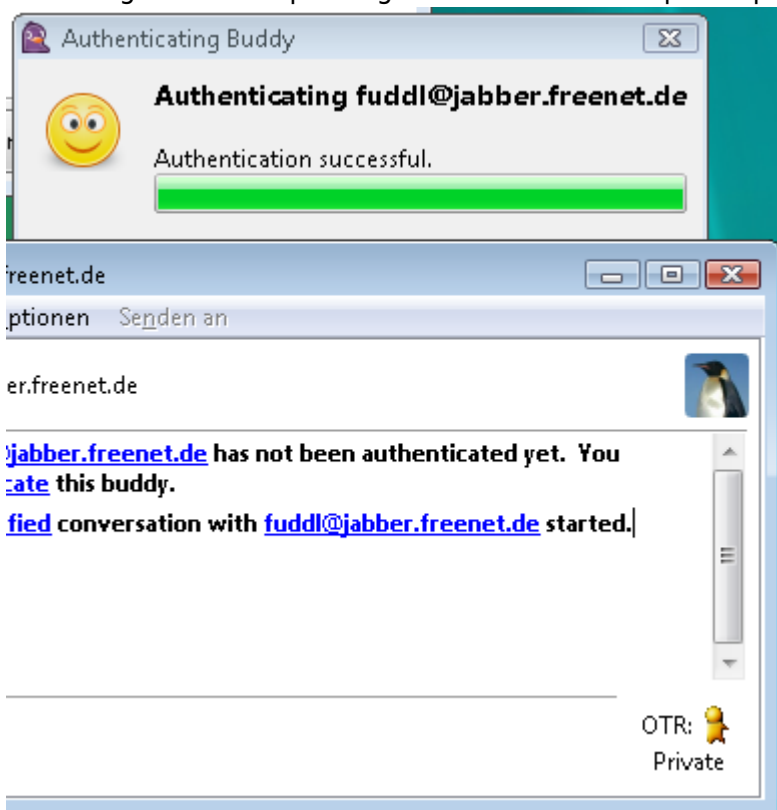 Authenticating Buddy
Authenticating fuddl@jabber.freenet.de
Authentication successful.
freenet.de
ptionen Senden an
er.freenet.de
@jabber.freenet.de has not been authenticated yet. You
cate this buddy.
fied conversation with fuddl@jabber.freenet.de started.
OTR:
Private